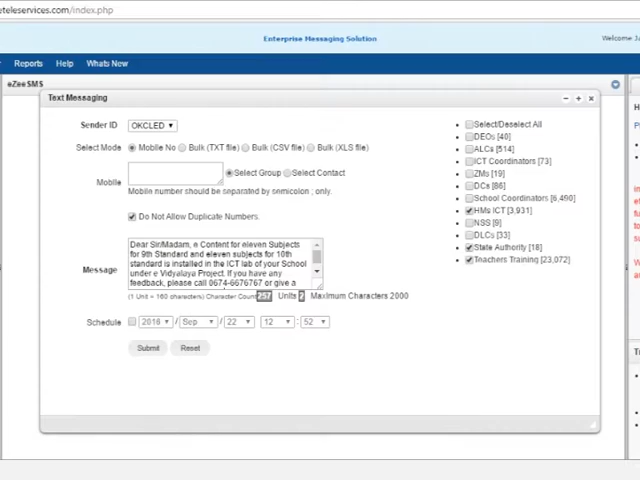 eteleservices.com/index.php
Enterprise Messaging Solution
Welcome
Reports Help Whats New
eZeeSMS
Text Messaging
Sender ID OKCLED
Select Mode Mobile No Bulk (TXT file) Bulk (CSV file) Bulk (XLS file)
Mobile Select Group Select Contact
Mobile number should be separated by semicolon ; only.
Do Not Allow Duplicate Numbers.
Message
Dear Sir/Madam, e Content for eleven Subjects
for 9th Standard and eleven subjects for 10th
standard is installed in the ICT lab of your School
under e Vidyalaya Project. If you have any
feedback, please call 0674-6676767 or give a
(1 Unit = 160 characters) Character Count 257 Units 2 Maximum Characters 2000
Schedule 2016 / Sep / 22 12 : 52
Submit Reset
Select/Deselect All
DEOs [40]
ALCs [514]
ICT Coordinators [73]
ZMs [19]
DCs [86]
School Coordinators [6,490]
HMs ICT [3,931]
NSS [9]
DLCs [33]
State Authority [18]
Teachers Training [23,072]